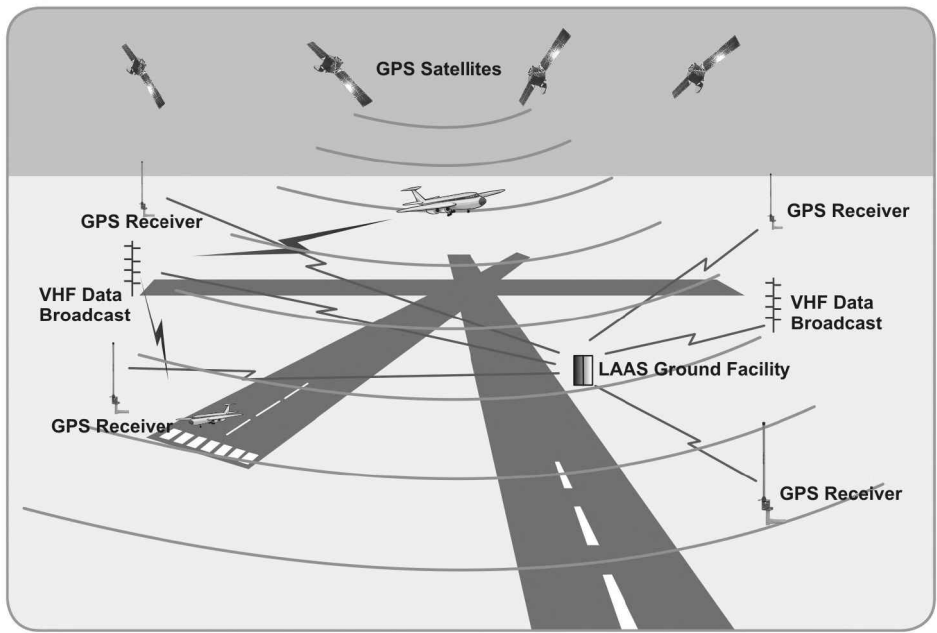 GPS Satellites
GPS Receiver
GPS Receiver
VHF Data
Broadcast
VHF Data
Broadcast
LAAS Ground Facility
GPS Receiver
GPS Receiver